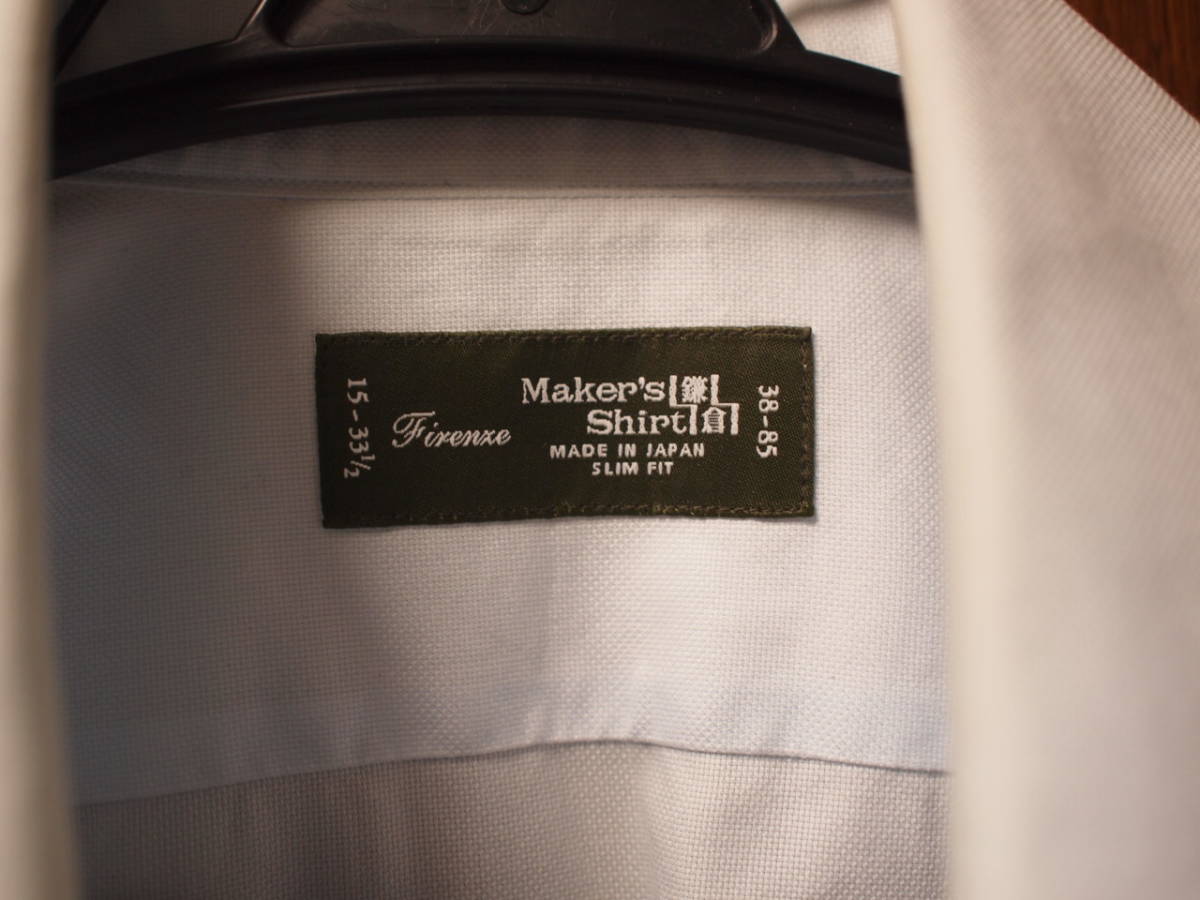 15-33½
Firenze
Maker's 鎌
Shirt 倉
MADE IN JAPAN
SLIM FIT
38-85